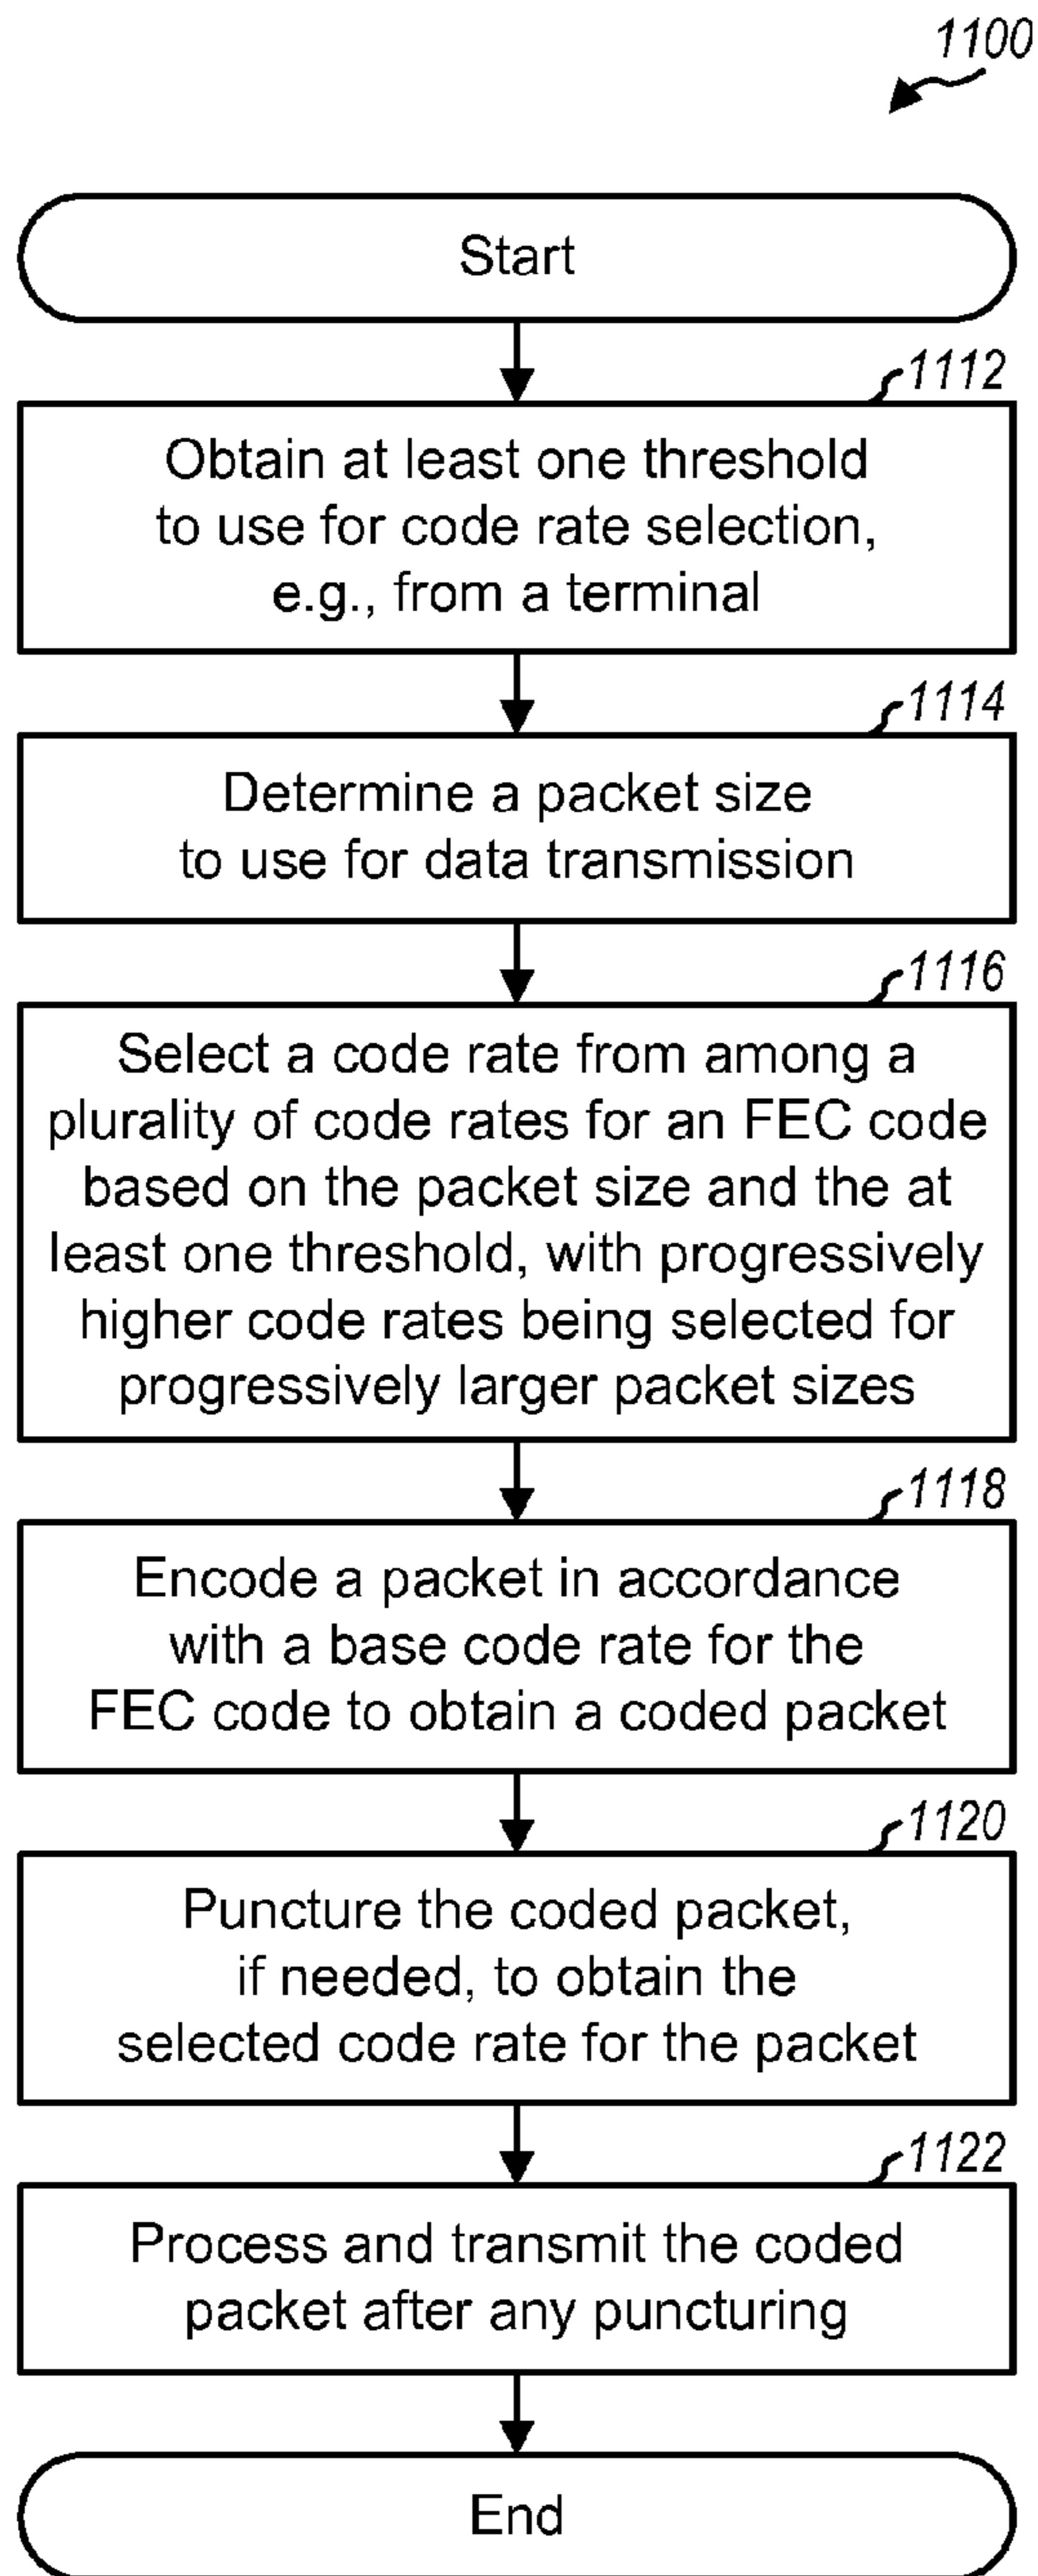 1100
Start
1112
Obtain at least one threshold
to use for code rate selection,
e.g., from a terminal
1114
Determine a packet size
to use for data transmission
1116
Select a code rate from among a
plurality of code rates for an FEC code
based on the packet size and the at
least one threshold, with progressively
higher code rates being selected for
progressively larger packet sizes
1118
Encode a packet in accordance
with a base code rate for the
FEC code to obtain a coded packet
1120
Puncture the coded packet,
if needed, to obtain the
selected code rate for the packet
1122
Process and transmit the coded
packet after any puncturing
End